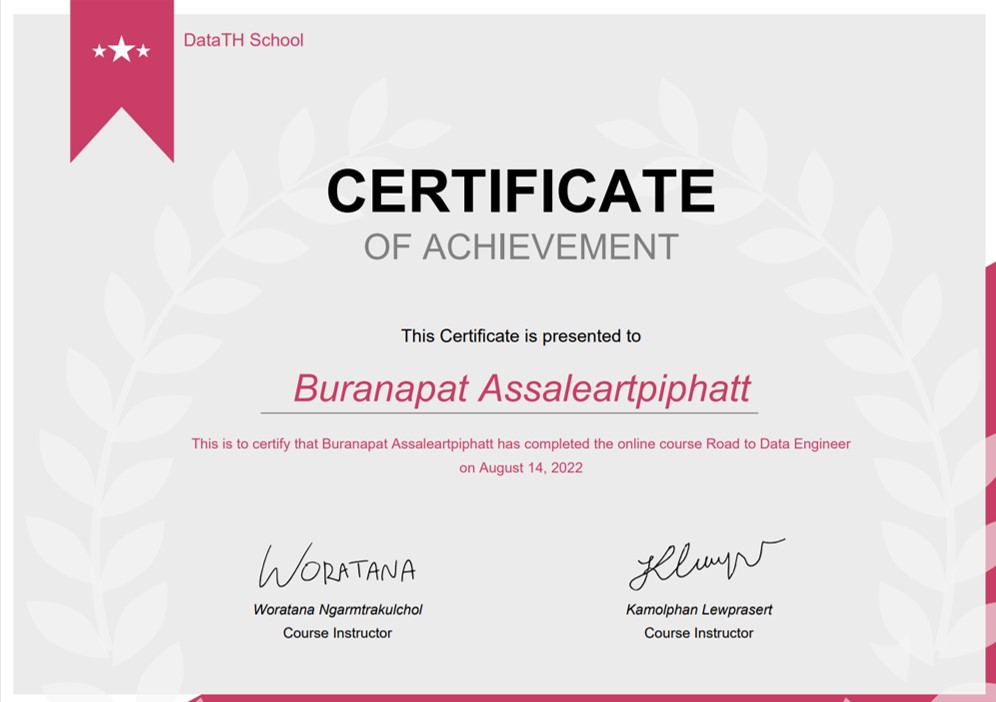 DataTH School
CERTIFICATE
OF ACHIEVEMENT
This Certificate is presented to
Buranapat Assaleartpiphatt
This is to certify that Buranapat Assaleartpiphatt has completed the online course Road to Data Engineer
on August 14, 2022
WORATANA
Woratana Ngarmtrakulchol
Course Instructor
Kamolphan Lewprasert
Course Instructor